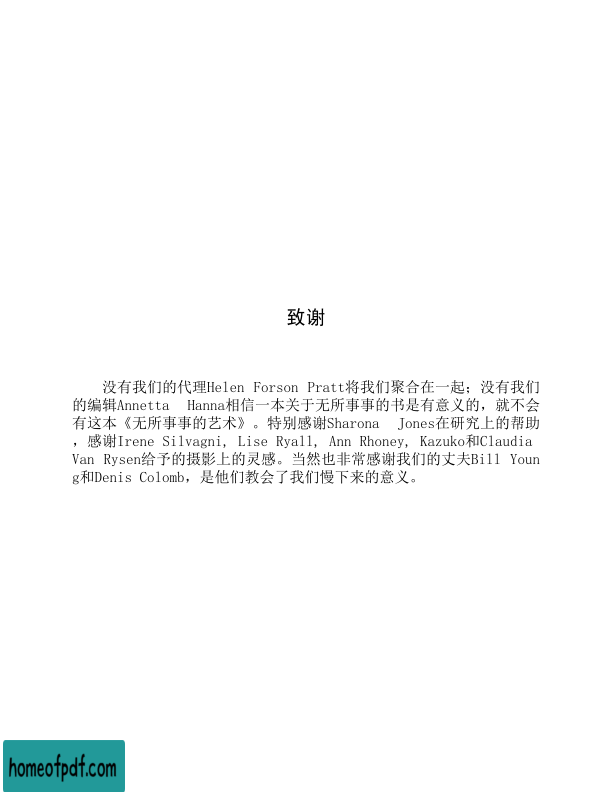 致谢
没有我们的代理Helen Forson Pratt将我们聚合在一起；没有我们
的编辑Annetta Hanna相信一本关于无所事事的书是有意义的，就不会
有这本《无所事事的艺术》。特别感谢Sharona Jones在研究上的帮助
，感谢Irene Silvagni, Lise Ryall, Ann Rhoney, Kazuko和Claudia
Van Rysen给予的摄影上的灵感。当然也非常感谢我们的丈夫Bill Youn
g和Denis Colomb，是他们教会了我们慢下来的意义。
homeofpdf.com